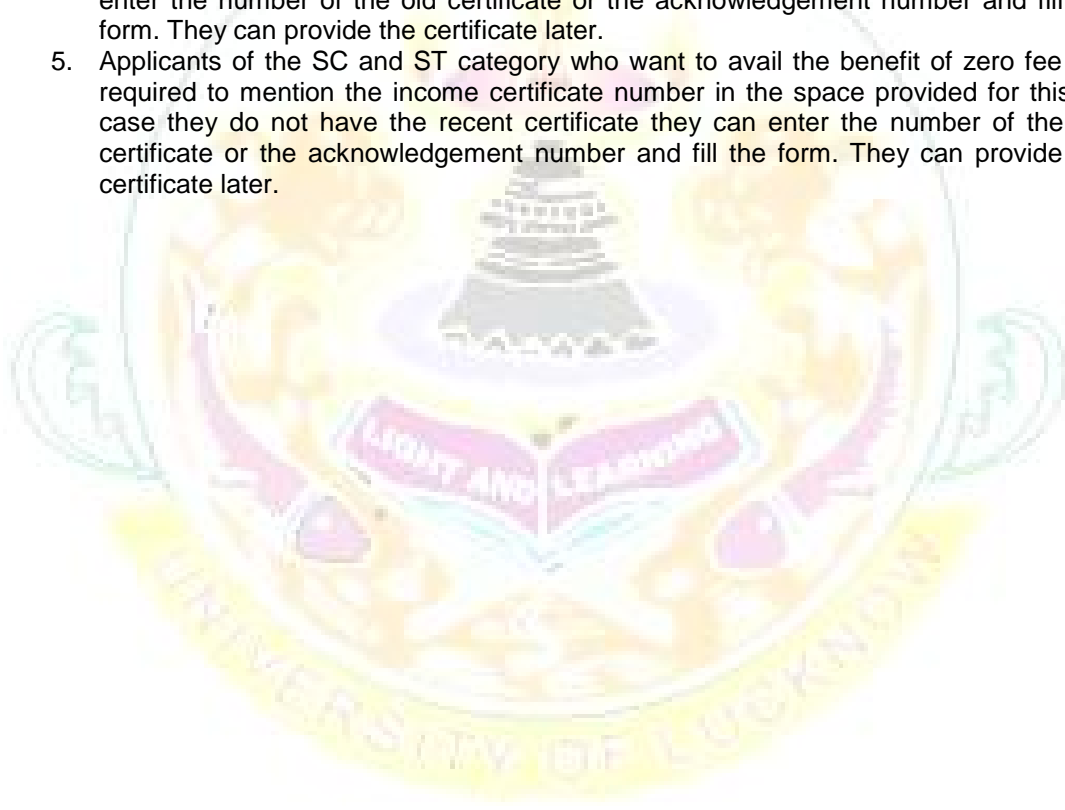 enter the number of the old certificate or the acknowledgement number and fill
form. They can provide the certificate later.
5. Applicants of the SC and ST category who want to avail the benefit of zero fee
required to mention the income certificate number in the space provided for this
case they do not have the recent certificate they can enter the number of the
certificate or the acknowledgement number and fill the form. They can provide
certificate later.
LIGHT AND LEARNING
UNIVERSITY OF LUCKNOW